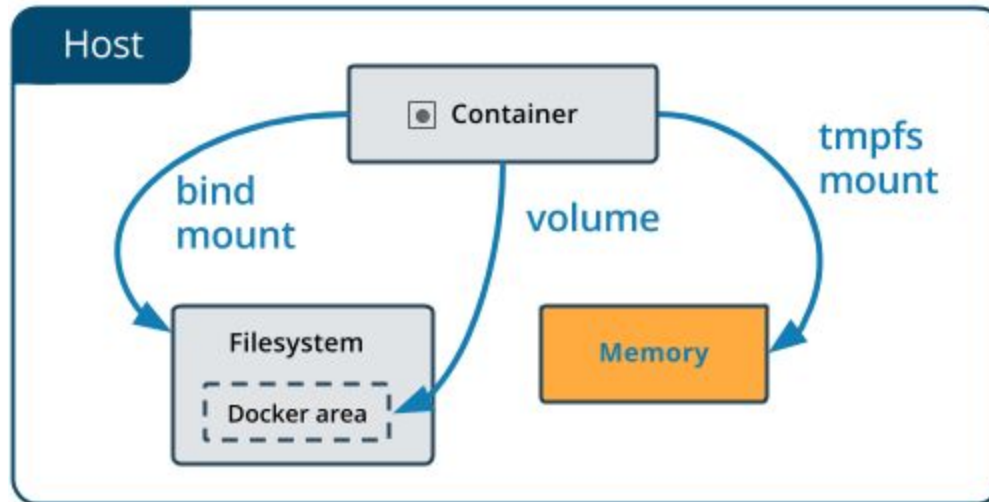 Host
Container
bind
mount
volume
tmpfs
mount
Filesystem
Docker area
Memory